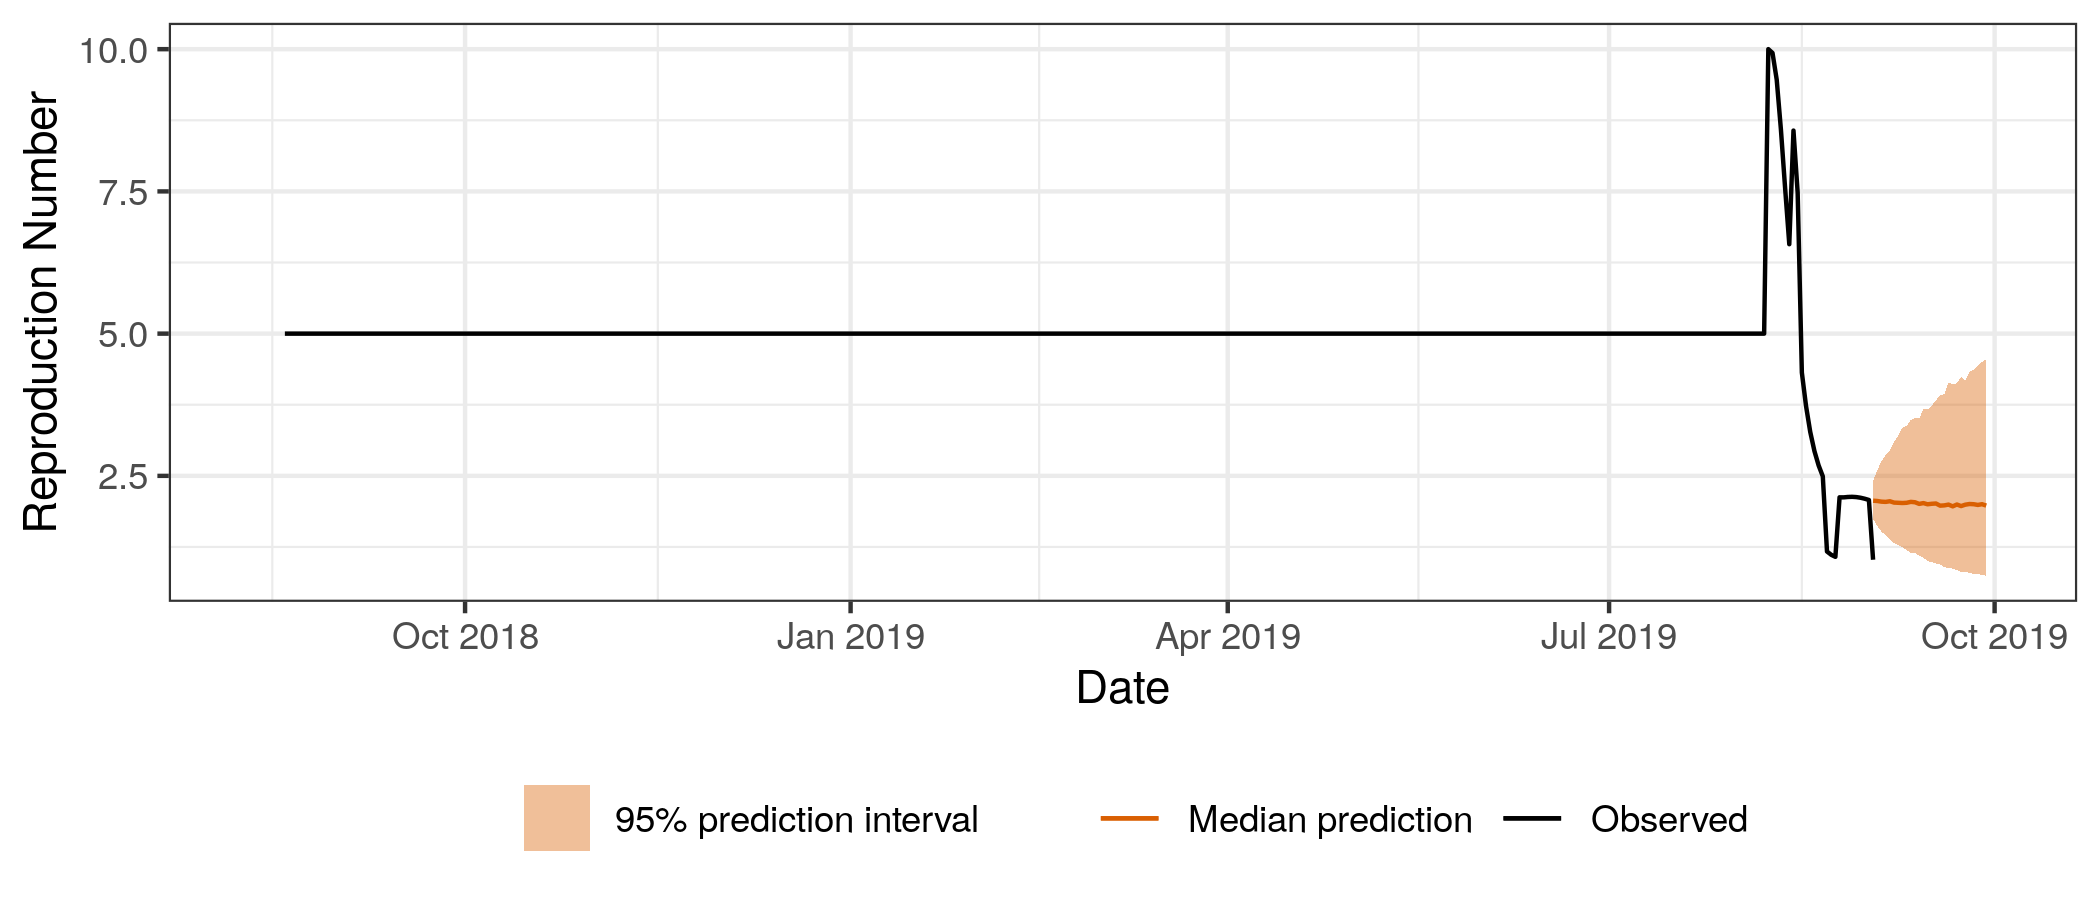 Reproduction Number
10.0
7.5
5.0
2.5
Oct 2018 Jan 2019 Apr 2019 Jul 2019 Oct 2019
Date
95% prediction interval Median prediction Observed